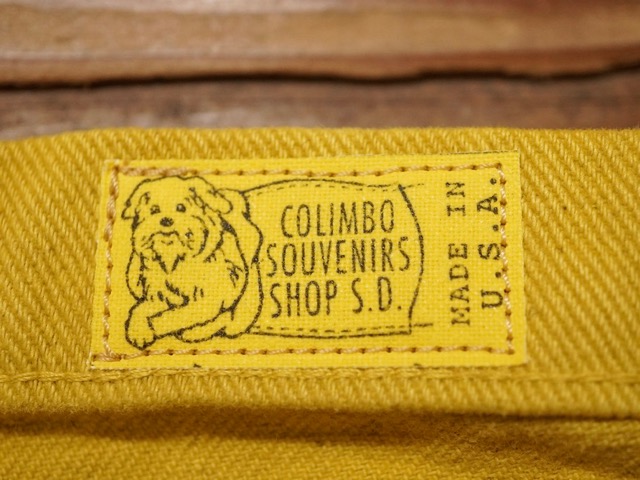 COLIMBO
SOUVENIRS
SHOP S.D.
MADE IN
U.S.A.